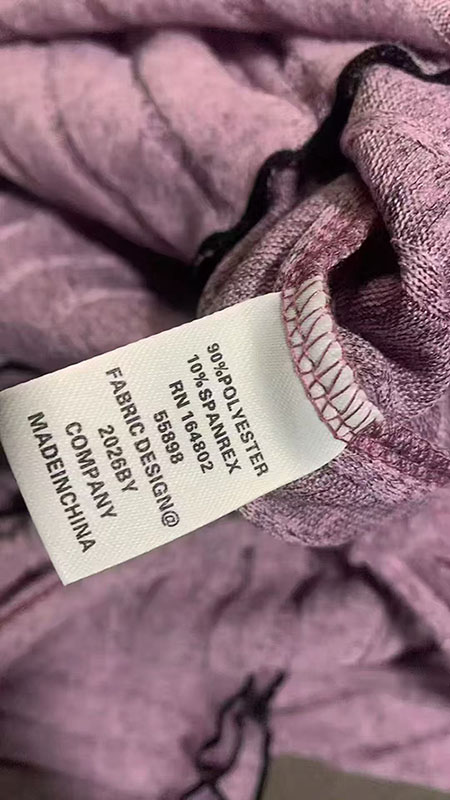 90%POLYESTER
10%SPANREX
RN 164802
55898
FABRIC DESIGN@
2026BY
COMPANY
MADEINCHINA